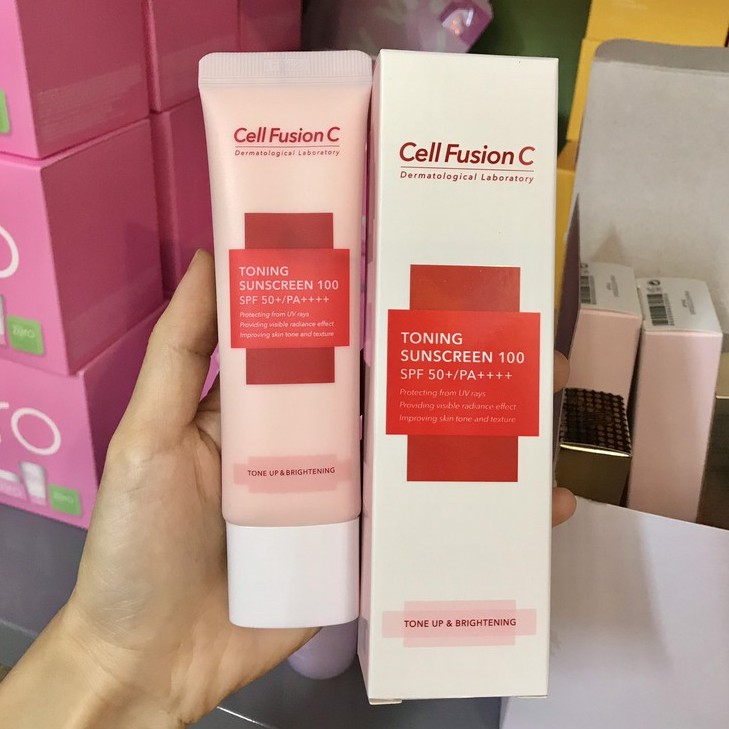 Cell Fusion C
Dermatological Laboratory
TONING
SUNSCREEN 100
SPF 50+/PA++++
Protecting from UV rays
Providing visible radiance effect
Improving skin tone and texture
TONE UP & BRIGHTENING
Cell Fusion C
Dermatological Laboratory
TONING
SUNSCREEN 100
SPF 50+/PA++++
Protecting from UV rays
Providing visible radiance effect
Improving skin tone and texture
TONE UP & BRIGHTENING